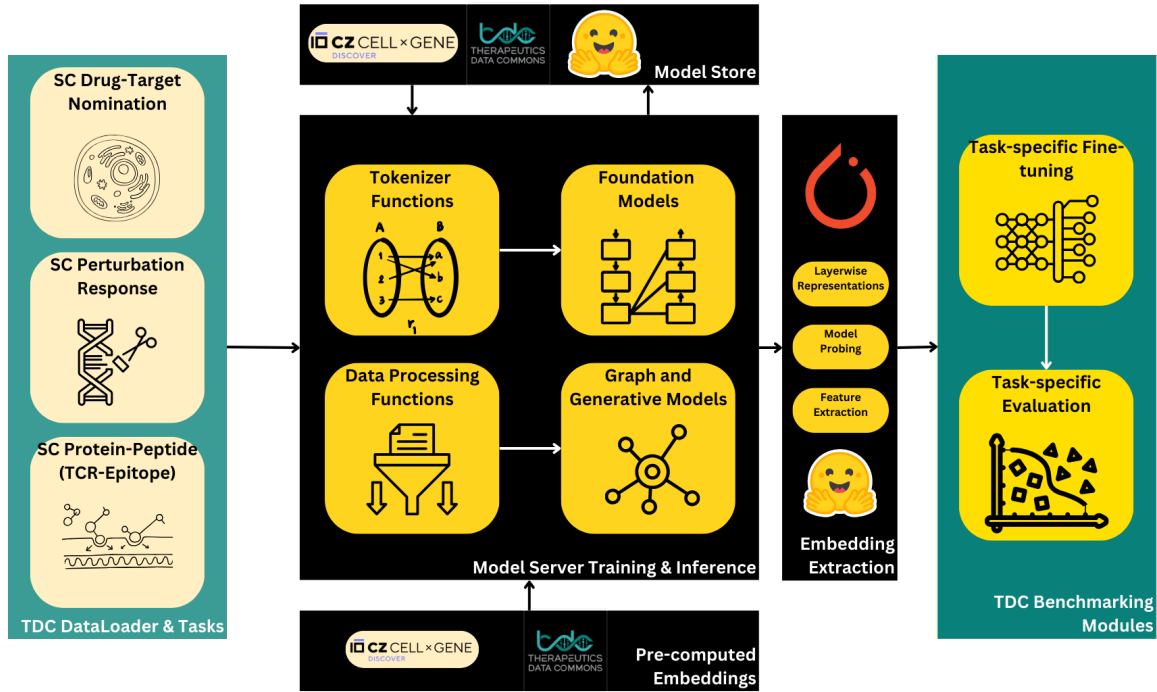 SC Drug-Target
Nomination
SC Perturbation
Response
SC Protein-Peptide
(TCR-Epitope)
TDC DataLoader & Tasks
CZ CELL×GENE
DISCOVER
tdc
THERAPEUTICS
DATA COMMONS
Model Store
Tokenizer
Functions
A B
1 a
2 b
3 c
r1
Foundation
Models
Data Processing
Functions
Graph and
Generative Models
Model Server Training & Inference
CZ CELL×GENE
DISCOVER
tdc
THERAPEUTICS
DATA COMMONS
Pre-computed
Embeddings
Layerwise
Representations
Model
Probing
Feature
Extraction
Embedding
Extraction
Task-specific Fine-
tuning
Task-specific
Evaluation
TDC Benchmarking
Modules